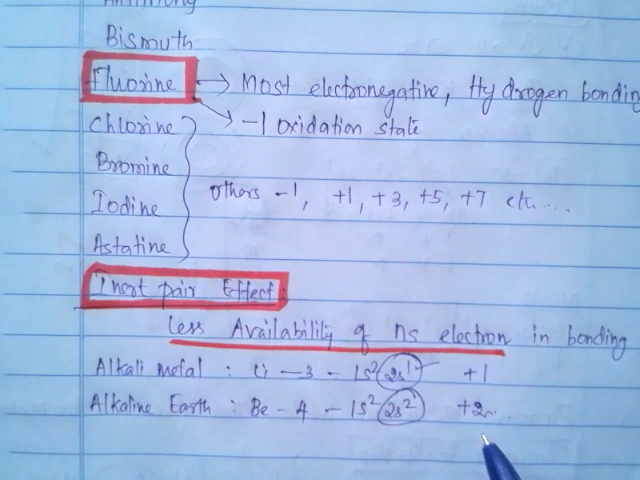 Bismuth
Fluorine → Most electronegative, Hydrogen bonding
→ -1 oxidation state
Chlorine
Bromine
others -1, +1, +3, +5, +7 etc....
Iodine
Astatine
Inert pair Effect:
Less Availability of ns electron in bonding
Alkali metal : Li - 3 - 1s² 2s¹ +1
Alkaline Earth : Be - 4 - 1s² 2s² +2